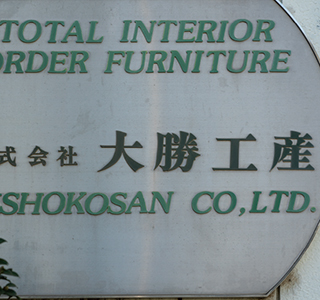 TOTAL INTERIOR
ORDER FURNITURE
式会社 大勝工産
SHOKOSAN CO.,LTD.